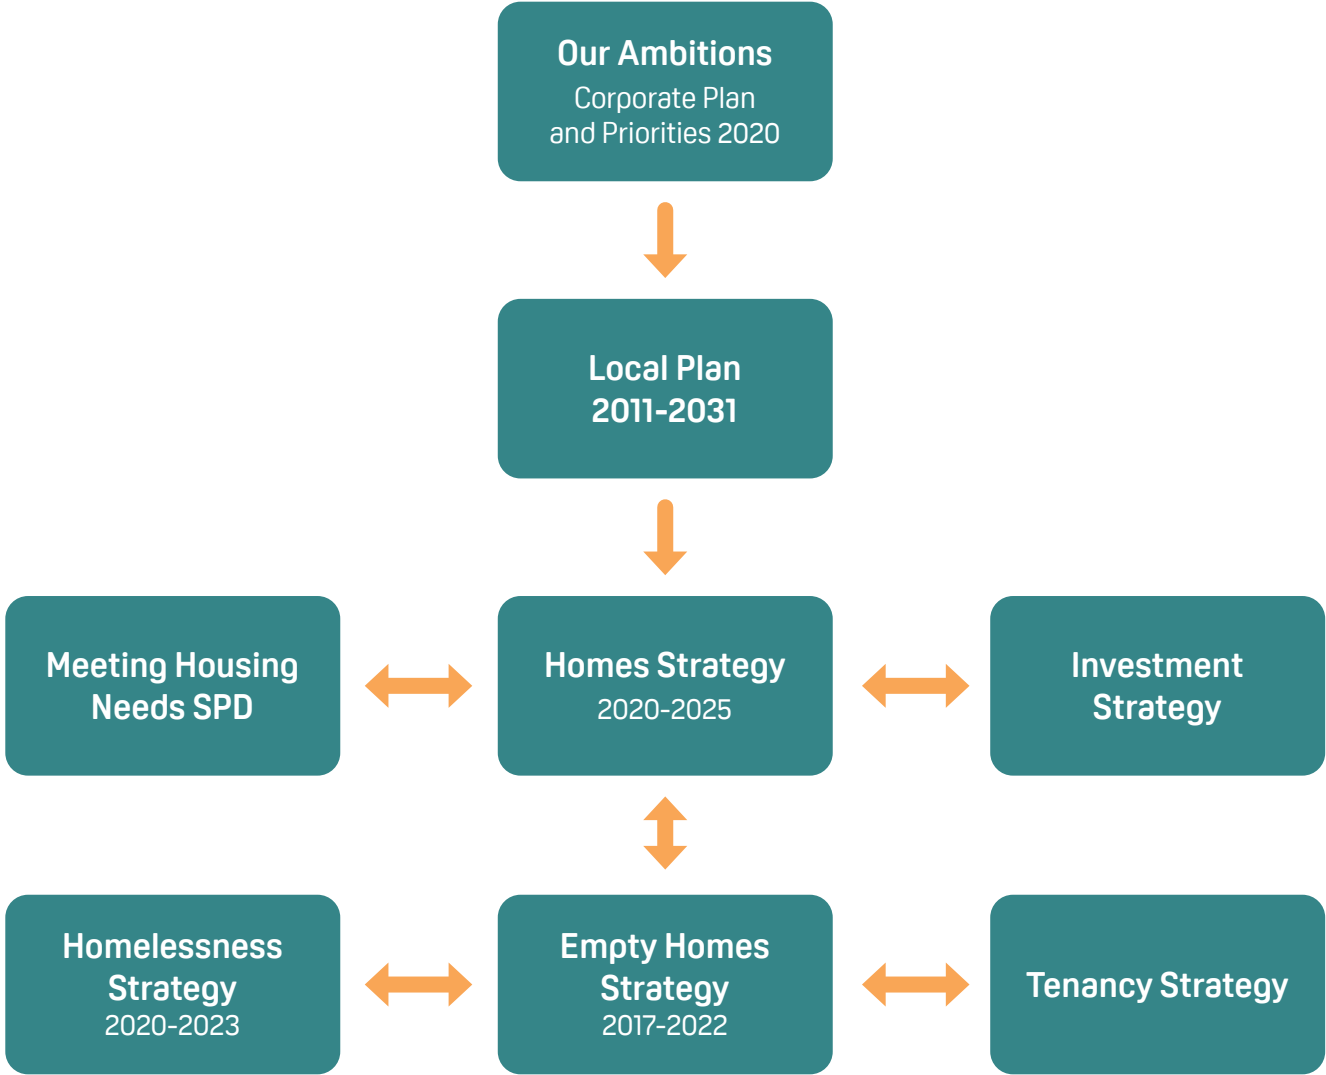 Our Ambitions
Corporate Plan
and Priorities 2020
Local Plan
2011-2031
Meeting Housing
Needs SPD
Homes Strategy
2020-2025
Investment
Strategy
Homelessness
Strategy
2020-2023
Empty Homes
Strategy
2017-2022
Tenancy Strategy